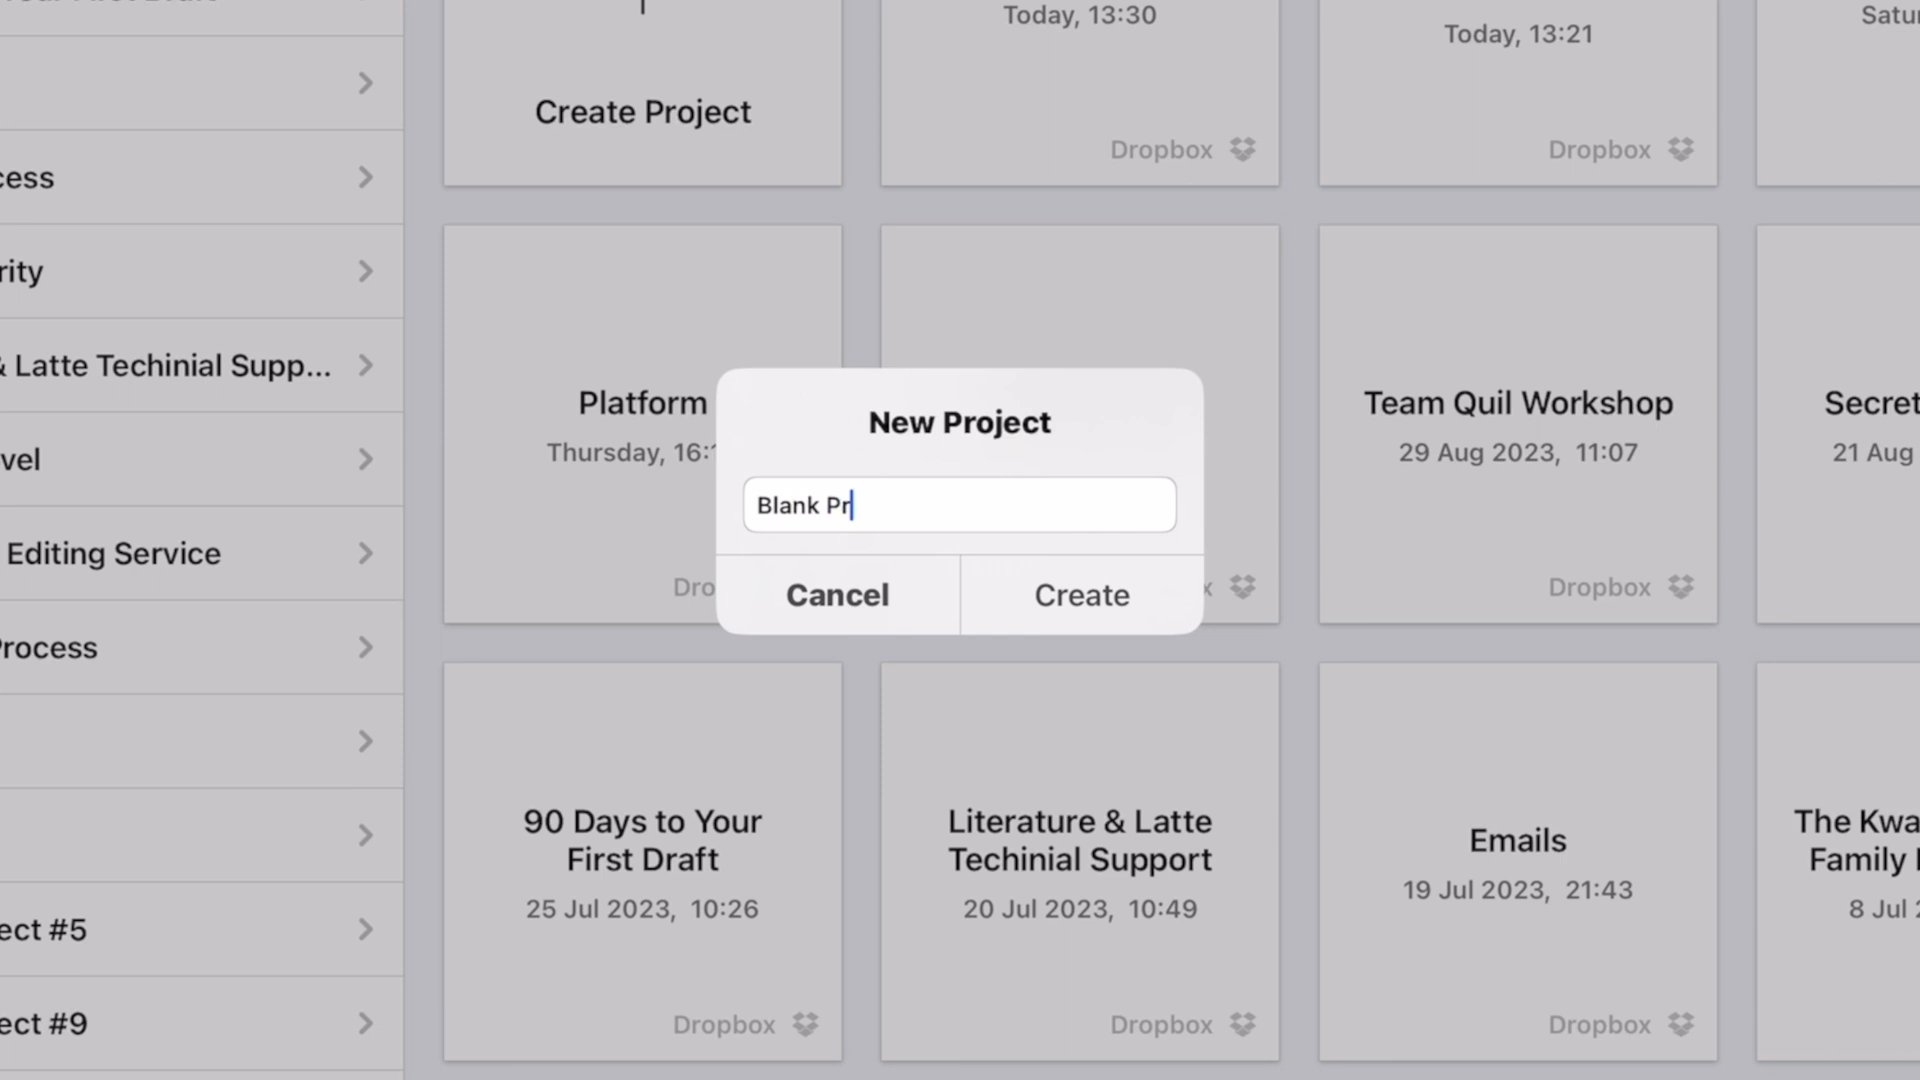 cess
rity
& Latte Techinial Supp...
vel
Editing Service
Process
ect #5
ect #9
Create Project
Today, 13:30
Dropbox
Today, 13:21
Dropbox
Satur
Platform
Thursday, 16:
Dro
x
Team Quil Workshop
29 Aug 2023, 11:07
Dropbox
Secret
21 Aug
New Project
Blank Pr
Cancel
Create
90 Days to Your
First Draft
25 Jul 2023, 10:26
Dropbox
Literature & Latte
Techinial Support
20 Jul 2023, 10:49
Dropbox
Emails
19 Jul 2023, 21:43
Dropbox
The Kwa
Family
8 Jul 2